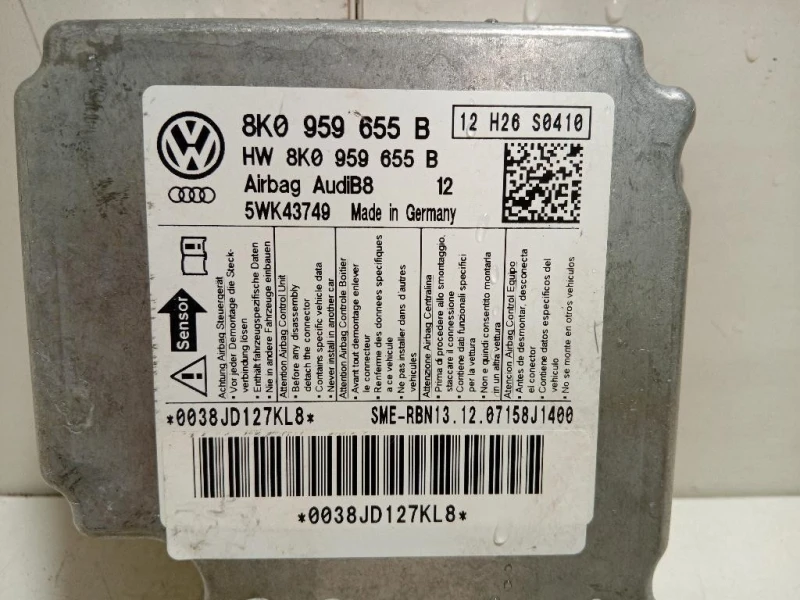 8K0 959 655 B
12 H26 S0410
HW 8K0 959 655 B
Airbag AudiB8 12
5WK43749 Made in Germany
Sensor
Achtung Airbag Steuergerät
• Vor jeder Demontage die Steck-
verbindung lösen
• Enthält fahrzeugspezifische Daten
• Nie in andere Fahrzeuge einbauen
Attention Airbag Control Unit
• Before any disassembly
detach the connector
• Contains specific vehicle data
• Never install in another car
Attention Airbag Controle Boitier
• Avant tout demontage enlever
le connecteur
• Referme des donnees specifiques
a ce vehicule
• Ne pas installer dans d'autres
vehicules
Attenzione Airbag Centralina
• Prima di procedere allo smontaggio,
staccare il connessione
• Contiene dati funzionali specifici
per la vettura
• Non e quindi consentito montarla
in un altra vettura
Atencion Airbag Control Equipo
• Antes de desmontar, desconecta
el conector
• Contiene datos especificos del
vehiculo
• No se monte en otros vehiculos
*0038JD127KL8*
SME-RBN13.12.07158J1400
*0038JD127KL8*